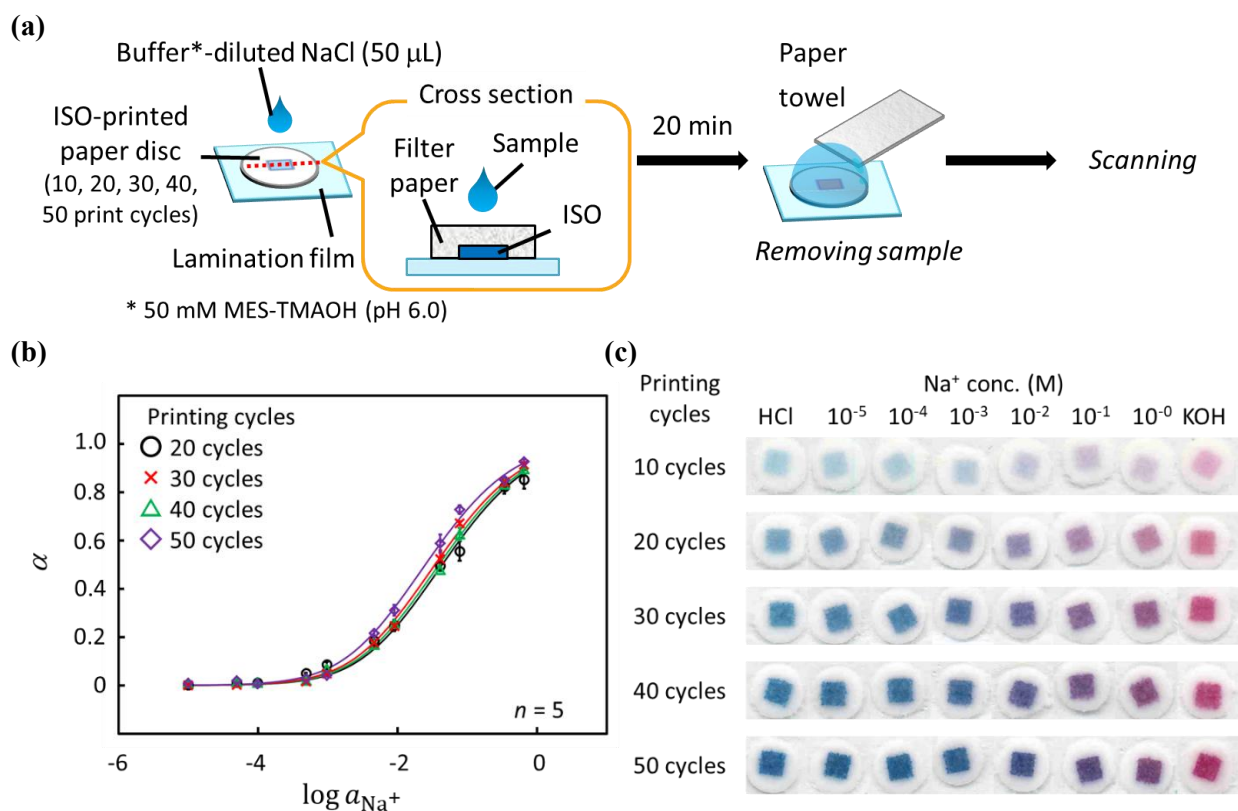 (a)
Buffer*-diluted NaCl (50 μL)
ISO-printed
paper disc
(10, 20, 30, 40,
50 print cycles)
Lamination film
Cross section
Filter
paper
Sample
ISO
20 min
Paper
towel
Removing sample
Scanning
* 50 mM MES-TMAOH (pH 6.0)
(b)
Printing cycles
20 cycles
30 cycles
40 cycles
50 cycles
α
1.0
0.8
0.6
0.4
0.2
0
-6
-4
-2
0
n = 5
log a Na+
(c)
Printing
cycles
Na⁺ conc. (M)
HCl 10⁻⁵ 10⁻⁴ 10⁻³ 10⁻² 10⁻¹ 10⁻⁰ KOH
10 cycles
20 cycles
30 cycles
40 cycles
50 cycles